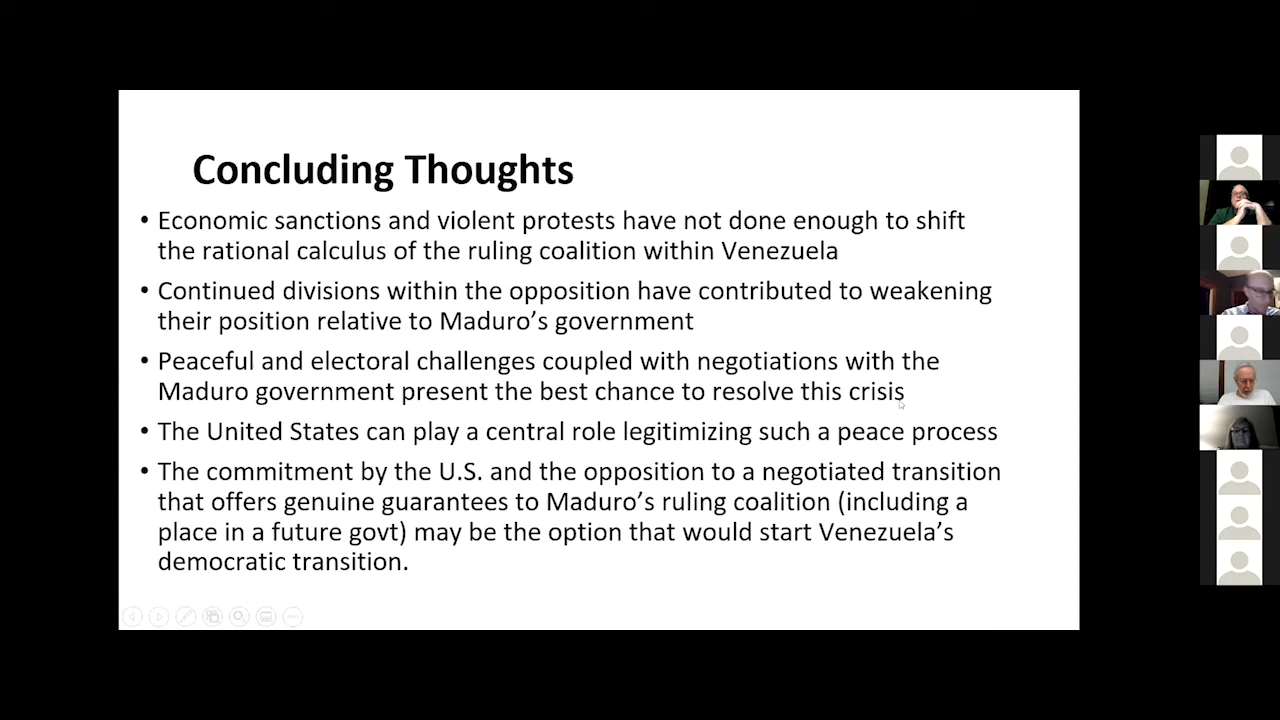 Concluding Thoughts
• Economic sanctions and violent protests have not done enough to shift
the rational calculus of the ruling coalition within Venezuela
• Continued divisions within the opposition have contributed to weakening
their position relative to Maduro’s government
• Peaceful and electoral challenges coupled with negotiations with the
Maduro government present the best chance to resolve this crisis
• The United States can play a central role legitimizing such a peace process
• The commitment by the U.S. and the opposition to a negotiated transition
that offers genuine guarantees to Maduro’s ruling coalition (including a
place in a future govt) may be the option that would start Venezuela’s
democratic transition.